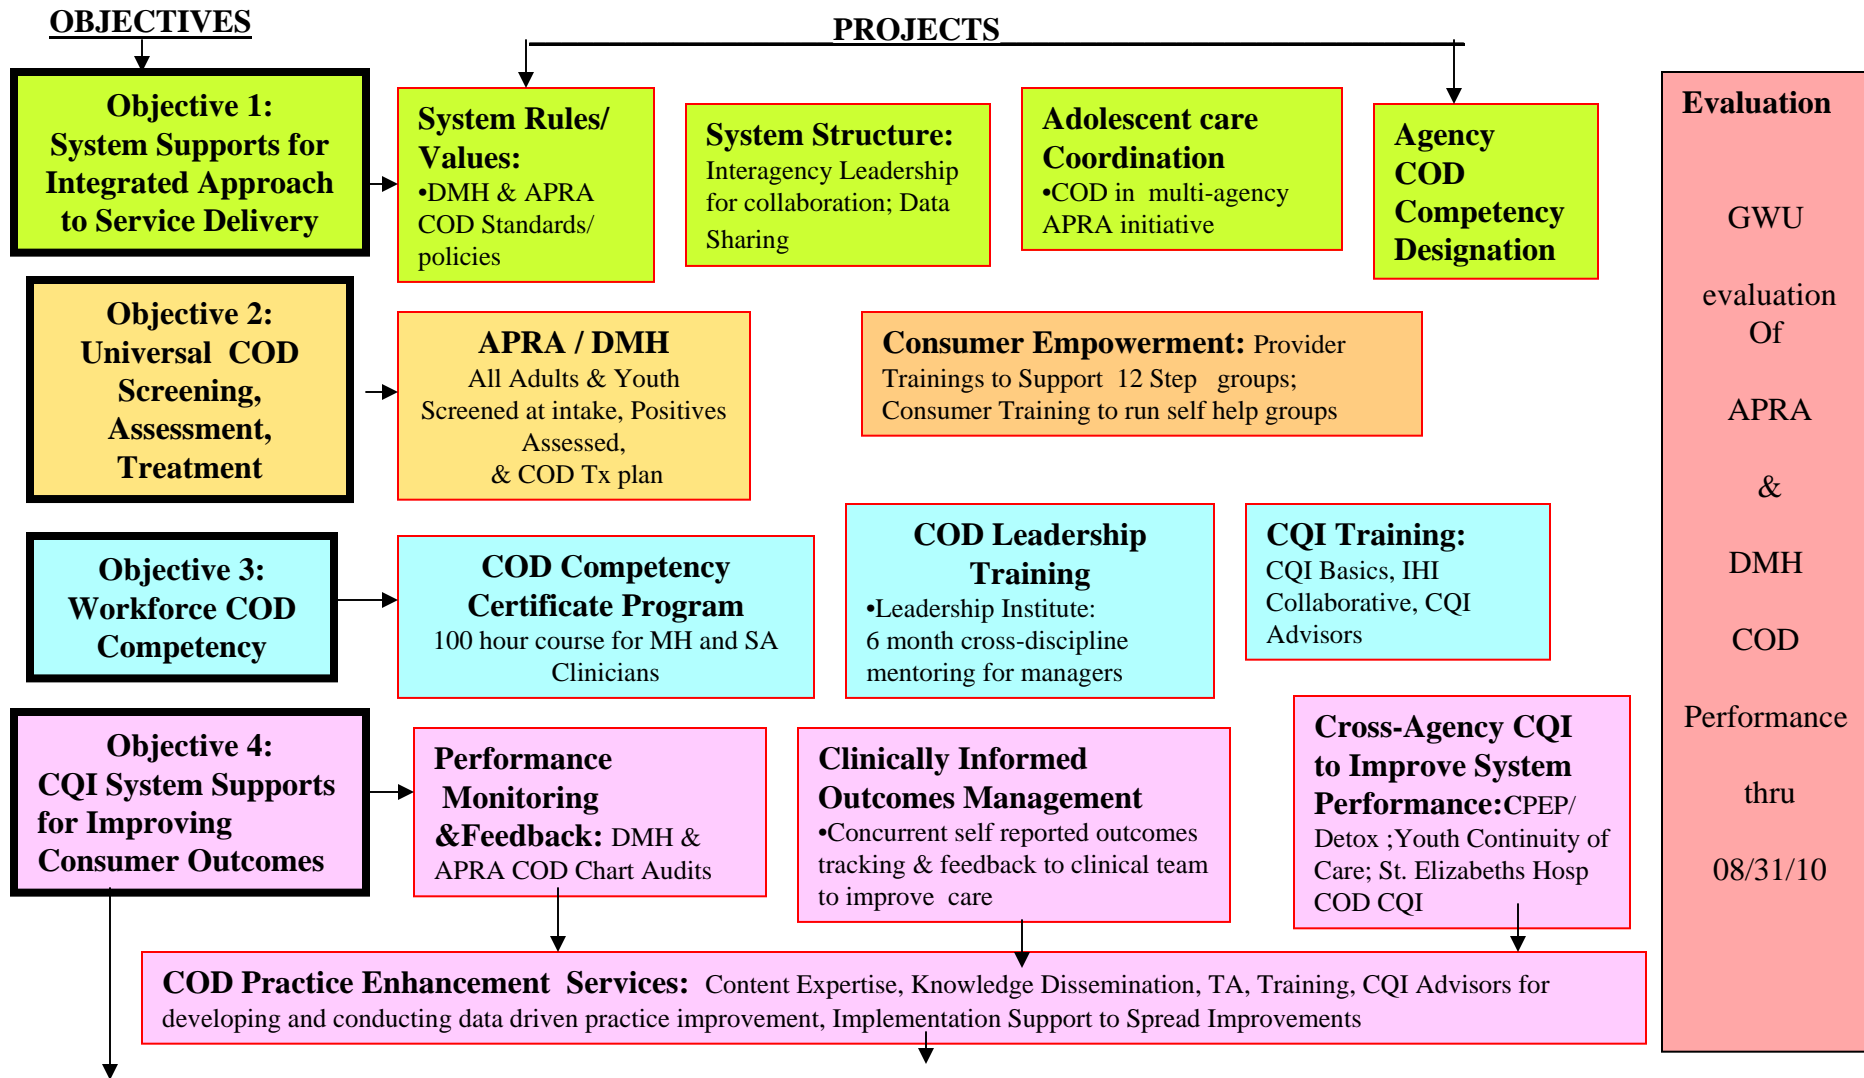 OBJECTIVES
PROJECTS
Objective 1:
System Supports for
Integrated Approach
to Service Delivery
System Rules/
Values:
•DMH & APRA
COD Standards/
policies
System Structure:
Interagency Leadership
for collaboration; Data
Sharing
Adolescent care
Coordination
•COD in multi-agency
APRA initiative
Agency
COD
Competency
Designation
Objective 2:
Universal COD
Screening,
Assessment,
Treatment
APRA / DMH
All Adults & Youth
Screened at intake, Positives
Assessed,
& COD Tx plan
Consumer Empowerment: Provider
Trainings to Support 12 Step groups;
Consumer Training to run self help groups
Objective 3:
Workforce COD
Competency
COD Competency
Certificate Program
100 hour course for MH and SA
Clinicians
COD Leadership
Training
•Leadership Institute:
6 month cross-discipline
mentoring for managers
CQI Training:
CQI Basics, IHI
Collaborative, CQI
Advisors
Objective 4:
CQI System Supports
for Improving
Consumer Outcomes
Performance
Monitoring
&Feedback: DMH &
APRA COD Chart Audits
Clinically Informed
Outcomes Management
•Concurrent self reported outcomes
tracking & feedback to clinical team
to improve care
Cross-Agency CQI
to Improve System
Performance:CPEP/
Detox ;Youth Continuity of
Care; St. Elizabeths Hosp
COD CQI
COD Practice Enhancement Services: Content Expertise, Knowledge Dissemination, TA, Training, CQI Advisors for
developing and conducting data driven practice improvement, Implementation Support to Spread Improvements
Evaluation
GWU
evaluation
Of
APRA
&
DMH
COD
Performance
thru
08/31/10